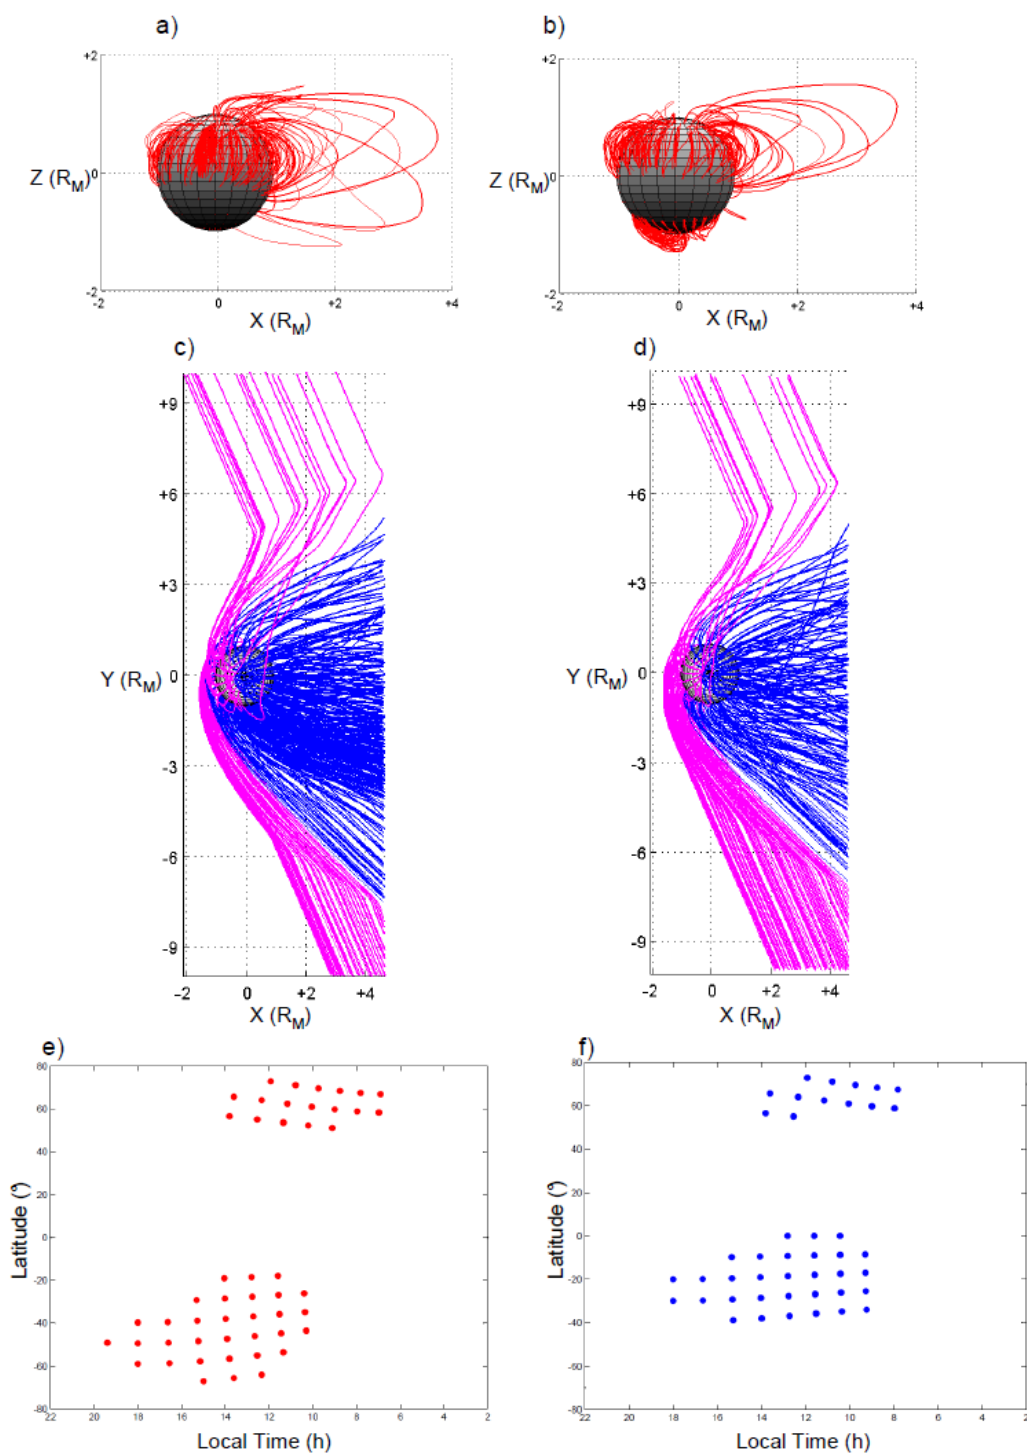 a)
b)
+2
+2
Z (R_M)
0
Z (R_M)
0
-2
-2
-2
0
+2
+4
-2
0
+2
+4
X (R_M)
X (R_M)
c)
d)
+9
+9
+6
+6
+3
+3
Y (R_M)
0
Y (R_M)
0
-3
-3
-6
-6
-9
-9
-2
0
+2
+4
-2
0
+2
+4
X (R_M)
X (R_M)
e)
f)
80
60
40
20
0
-20
-40
-60
-80
Latitude (°)
22 20 18 16 14 12 10 8 6 4 2
Local Time (h)
80
60
40
20
0
-20
-40
-60
-80
Latitude (°)
22 20 18 16 14 12 10 8 6 4 2
Local Time (h)